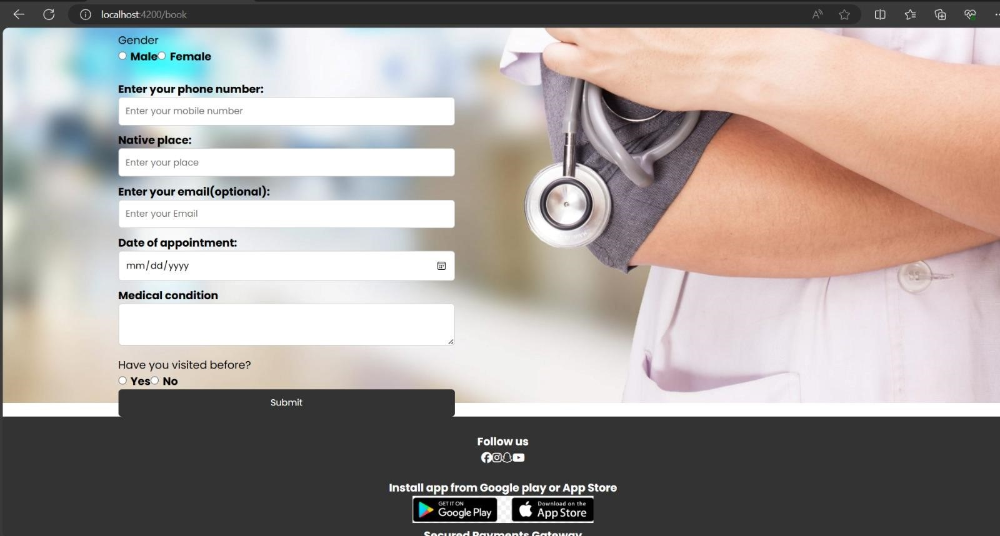 localhost:4200/book
Gender
Male Female
Enter your phone number:
Enter your mobile number
Native place:
Enter your place
Enter your email(optional):
Enter your Email
Date of appointment:
mm/dd/yyyy
Medical condition
Have you visited before?
Yes No
Submit
Follow us
Install app from Google play or App Store
GET IT ON
Google Play
Download on the
App Store
Secured Payments Gateway